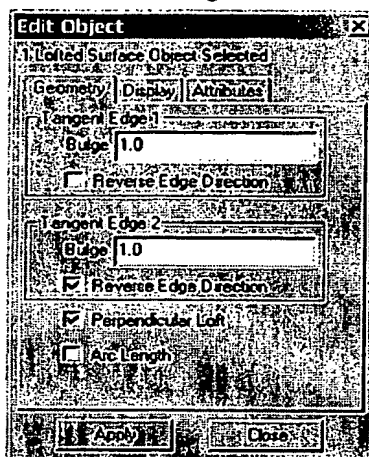 Edit Object
1 Lofted Surface Object Selected
Geometry Display Attributes
Tangent Edge 1
Bulge 1.0
Reverse Edge Direction
Tangent Edge 2
Bulge 1.0
Reverse Edge Direction
Perpendicular Loft
Arc Length
Apply Close